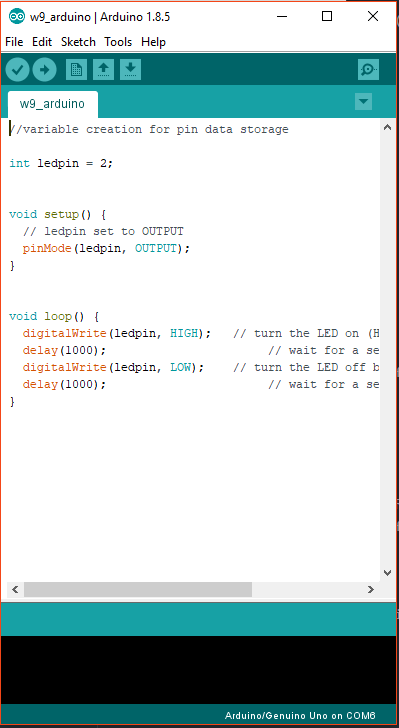 w9_arduino | Arduino 1.8.5
File Edit Sketch Tools Help
w9_arduino
//variable creation for pin data storage
int ledpin = 2;
void setup() {
// ledpin set to OUTPUT
pinMode(ledpin, OUTPUT);
}
void loop() {
digitalWrite(ledpin, HIGH); // turn the LED on (H
delay(1000); // wait for a se
digitalWrite(ledpin, LOW); // turn the LED off b
delay(1000); // wait for a se
}
Arduino/Genuino Uno on COM6